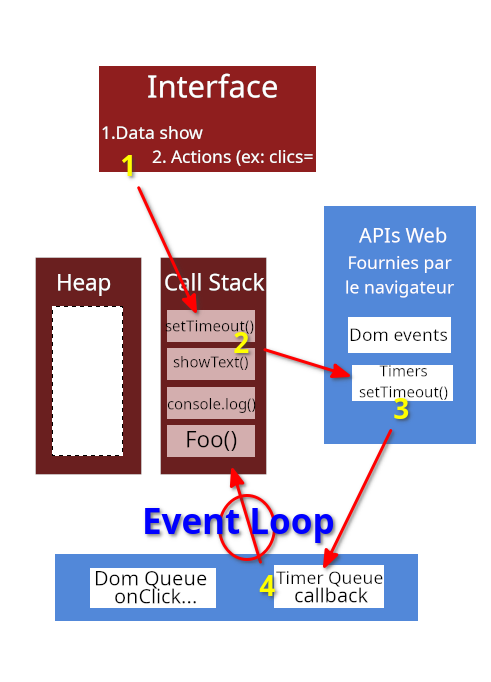 Interface
1.Data show
2. Actions (ex: clics=
1
APIs Web
Fournies par
le navigateur
Dom events
Timers
setTimeout()
3
Heap
Call Stack
setTimeout()
2
showText()
console.log()
Foo()
Event Loop
Dom Queue
onClick...
4
Timer Queue
callback